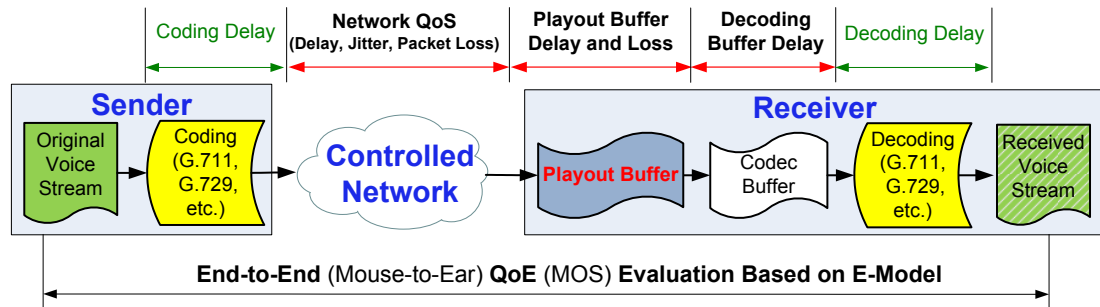 Coding Delay
Network QoS
(Delay, Jitter, Packet Loss)
Playout Buffer
Delay and Loss
Decoding
Buffer Delay
Decoding Delay
Sender
Receiver
Original
Voice
Stream
Coding
(G.711,
G.729,
etc.)
Controlled
Network
Playout Buffer
Codec
Buffer
Decoding
(G.711,
G.729,
etc.)
Received
Voice
Stream
End-to-End (Mouse-to-Ear) QoE (MOS) Evaluation Based on E-Model